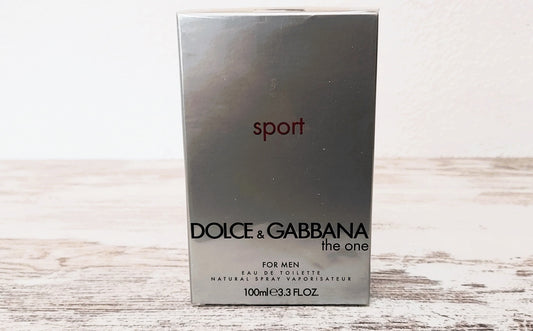 sport
DOLCE & GABBANA
the one
FOR MEN
EAU DE TOILETTE
NATURAL SPRAY VAPORISATEUR
100ml℮3.3 FL.OZ.